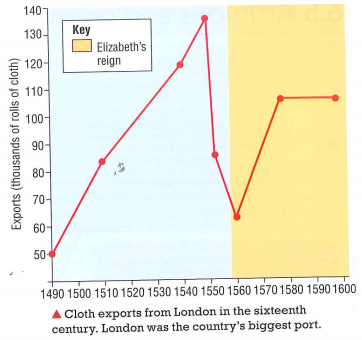 140
130
120
110
100
90
80
70
60
50
Exports (thousands of rolls of cloth)
Key
Elizabeth's
reign
1490 1500 1510 1520 1530 1540 1550 1560 1570 1580 1590 1600
▲ Cloth exports from London in the sixteenth
century. London was the country's biggest port.